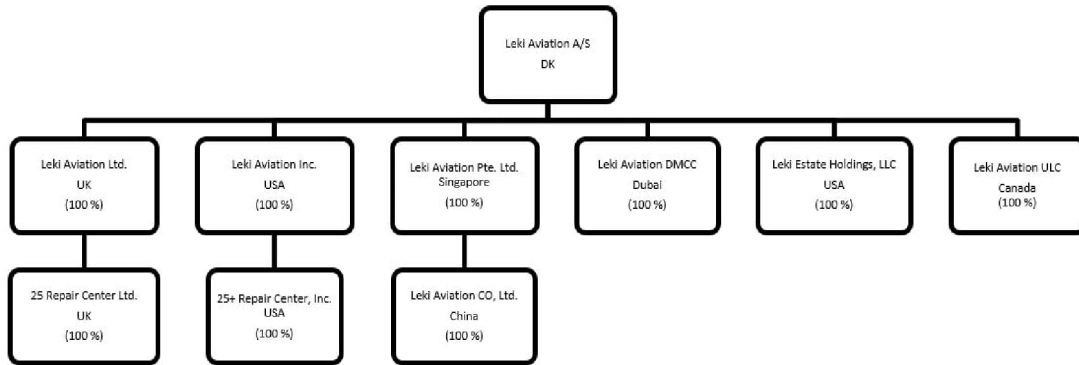 Leki Aviation A/S
DK
Leki Aviation Ltd.
UK
(100 %)
Leki Aviation Inc.
USA
(100 %)
Leki Aviation Pte. Ltd.
Singapore
(100 %)
Leki Aviation DMCC
Dubai
(100 %)
Leki Estate Holdings, LLC
USA
(100 %)
Leki Aviation ULC
Canada
(100 %)
25 Repair Center Ltd.
UK
(100 %)
25+ Repair Center, Inc.
USA
(100 %)
Leki Aviation CO, Ltd.
China
(100 %)